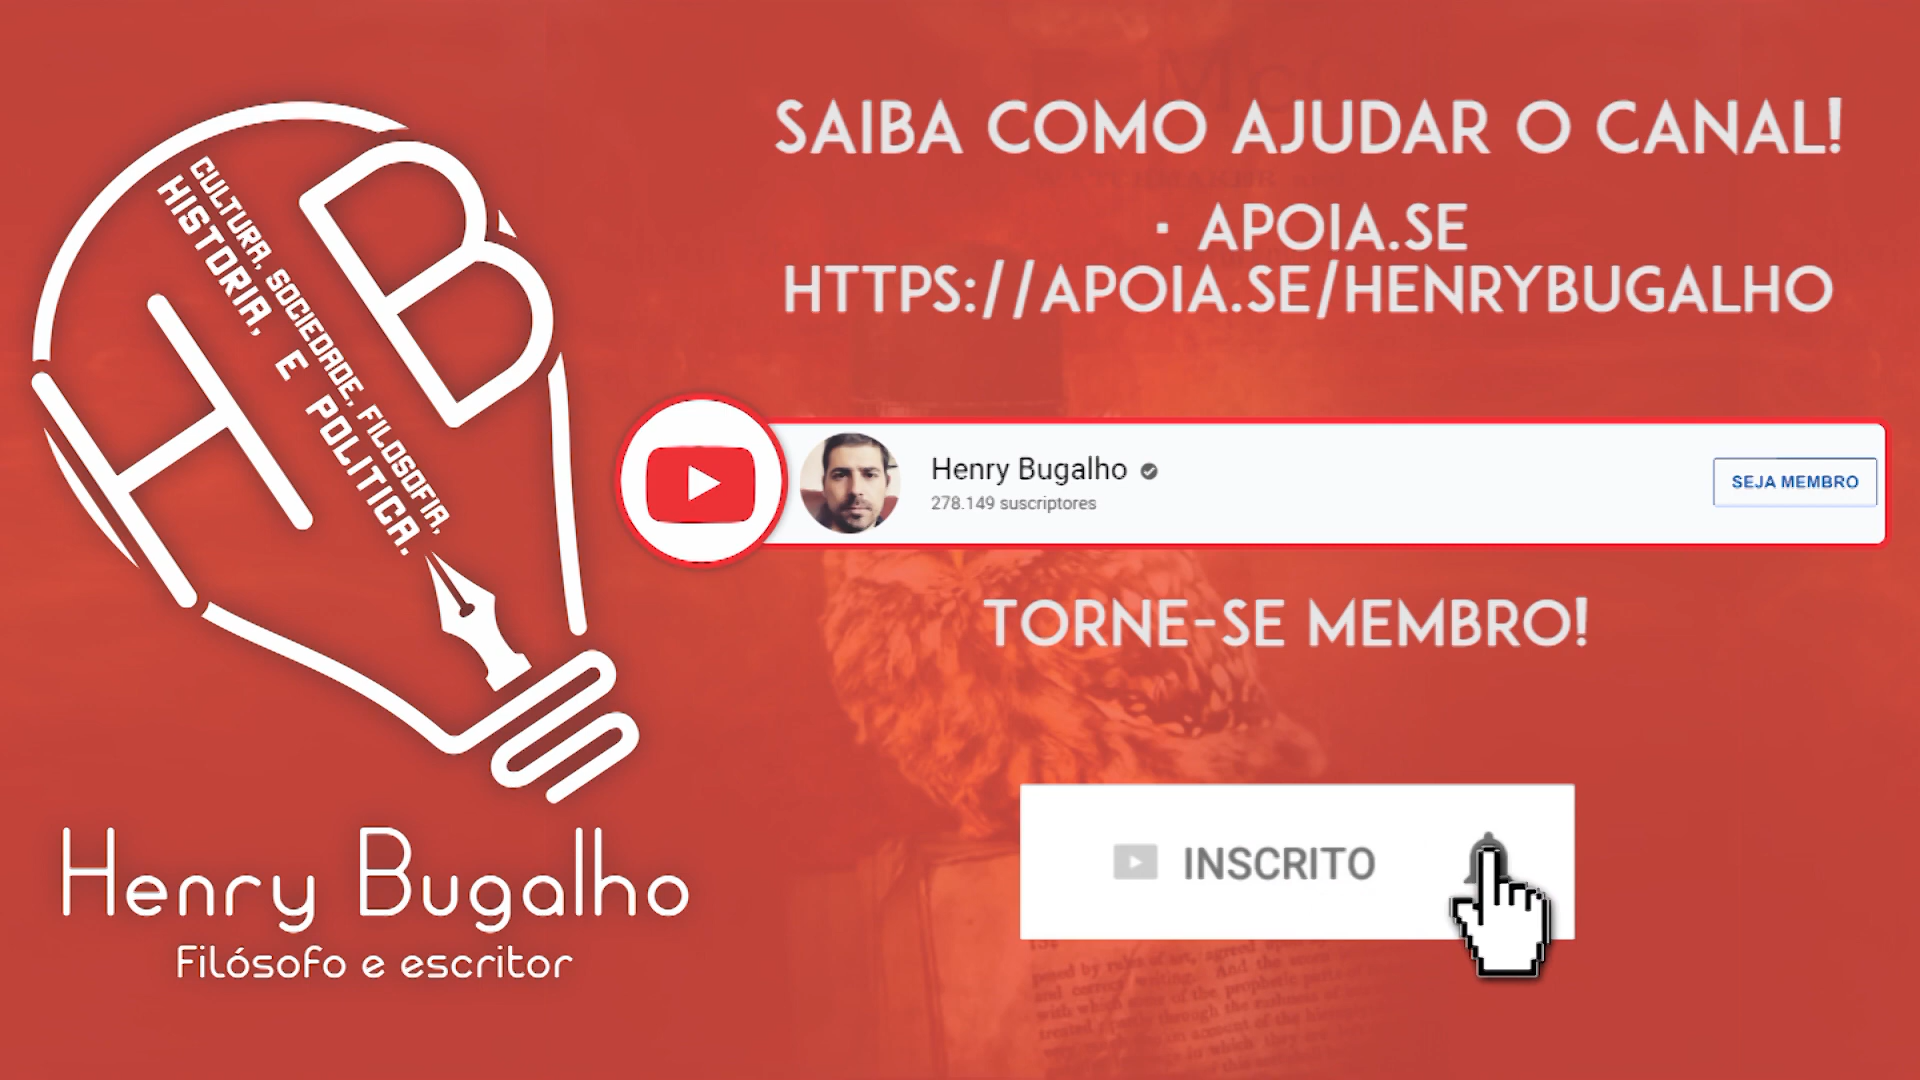 CULTURA, SOCIEDADE, FILOSOFIA,
HISTORIA, E POLITICA.
Henry Bugalho
Filósofo e escritor
SAIBA COMO AJUDAR O CANAL!
· APOIA.SE
HTTPS://APOIA.SE/HENRYBUGALHO
Henry Bugalho
278.149 suscriptores
SEJA MEMBRO
TORNE-SE MEMBRO!
INSCRITO